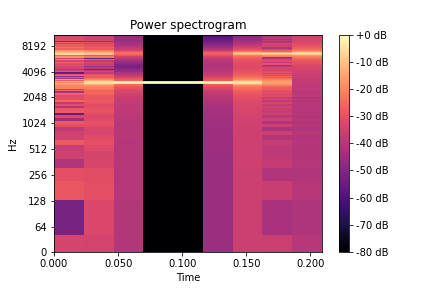 Power spectrogram
8192
4096
2048
1024
512
256
128
64
0
Hz
0.000 0.050 0.100 0.150 0.200
Time
+0 dB
-10 dB
-20 dB
-30 dB
-40 dB
-50 dB
-60 dB
-70 dB
-80 dB